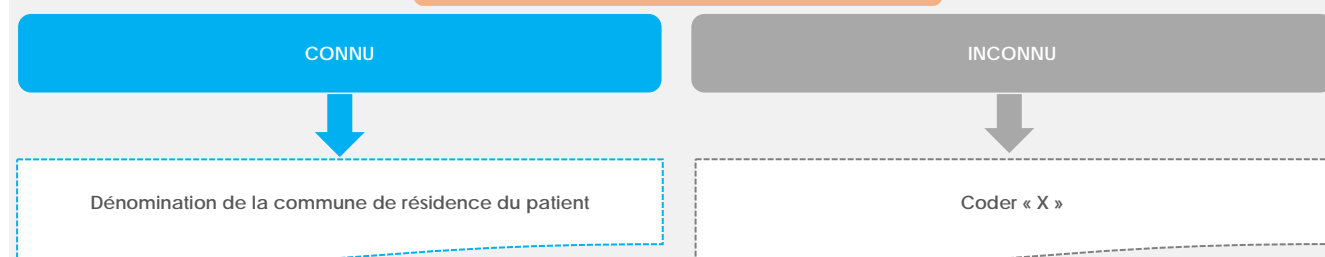 CONNU
INCONNU
Dénomination de la commune de résidence du patient
Coder « X »